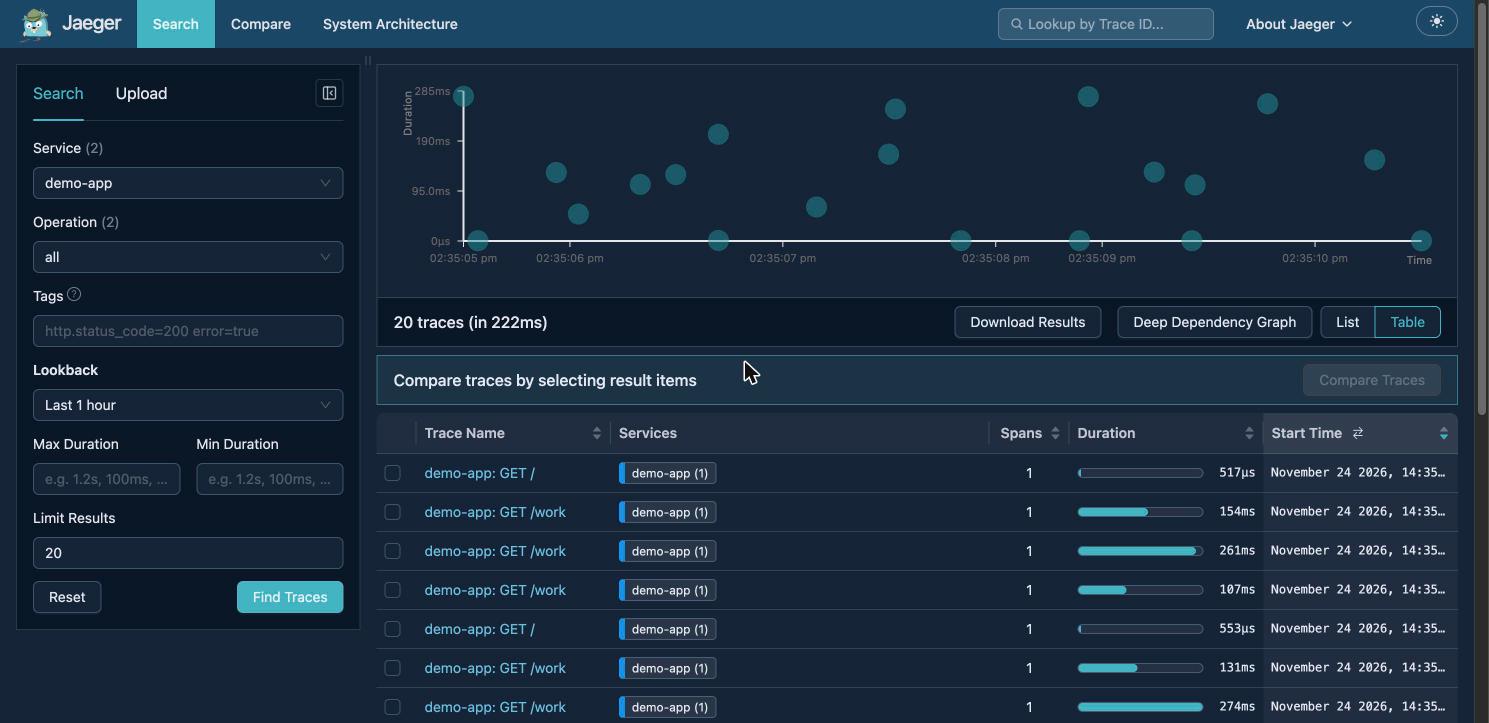 Jaeger Search Compare System Architecture Lookup by Trace ID... About Jaeger
Search Upload
Service (2)
demo-app
Operation (2)
all
Tags ?
http.status_code=200 error=true
Lookback
Last 1 hour
Max Duration Min Duration
e.g. 1.2s, 100ms, ... e.g. 1.2s, 100ms, ...
Limit Results
20
Reset Find Traces
Duration
285ms
190ms
95.0ms
0µs
02:35:05 pm 02:35:06 pm 02:35:07 pm 02:35:08 pm 02:35:09 pm 02:35:10 pm Time
20 traces (in 222ms) Download Results Deep Dependency Graph List Table
Compare traces by selecting result items Compare Traces
Trace Name Services Spans Duration Start Time
demo-app: GET / demo-app (1) 1 517µs November 24 2026, 14:35...
demo-app: GET /work demo-app (1) 1 154ms November 24 2026, 14:35...
demo-app: GET /work demo-app (1) 1 261ms November 24 2026, 14:35...
demo-app: GET /work demo-app (1) 1 107ms November 24 2026, 14:35...
demo-app: GET / demo-app (1) 1 553µs November 24 2026, 14:35...
demo-app: GET /work demo-app (1) 1 131ms November 24 2026, 14:35...
demo-app: GET /work demo-app (1) 1 274ms November 24 2026, 14:35...